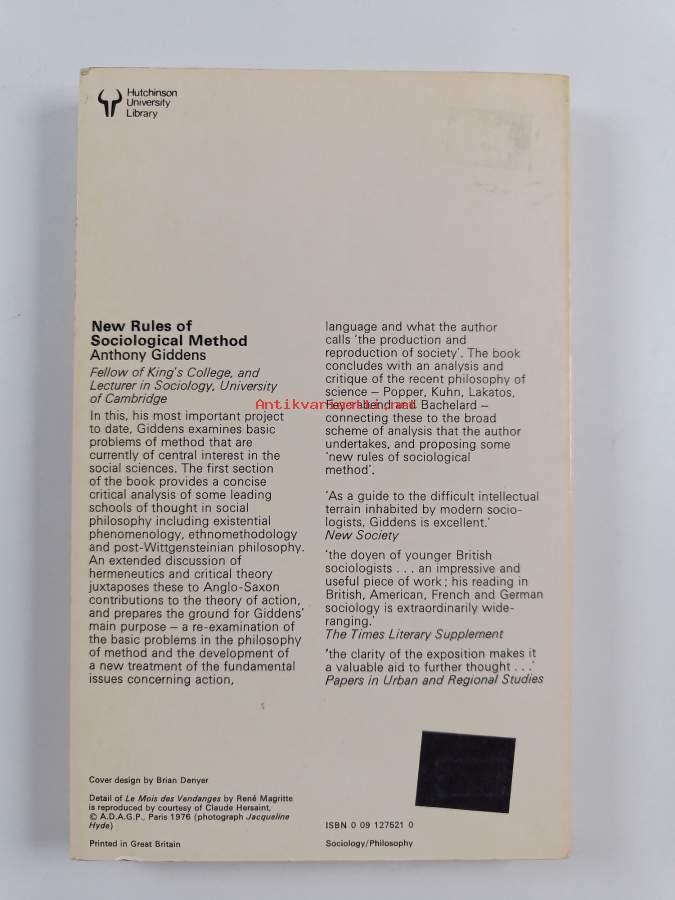 Hutchinson
University
Library
New Rules of
Sociological Method
Anthony Giddens
Fellow of King's College, and
Lecturer in Sociology, University
of Cambridge
In this, his most important project
to date, Giddens examines basic
problems of method that are
currently of central interest in the
social sciences. The first section
of the book provides a concise
critical analysis of some leading
schools of thought in social
philosophy including existential
phenomenology, ethnomethodology
and post-Wittgensteinian philosophy.
An extended discussion of
hermeneutics and critical theory
juxtaposes these to Anglo-Saxon
contributions to the theory of action,
and prepares the ground for Giddens'
main purpose – a re-examination of
the basic problems in the philosophy
of method and the development of
a new treatment of the fundamental
issues concerning action,
language and what the author
calls 'the production and
reproduction of society'. The book
concludes with an analysis and
critique of the recent philosophy of
science – Popper, Kuhn, Lakatos,
Feyerabend, and Bachelard –
connecting these to the broad
scheme of analysis that the author
undertakes, and proposing some
'new rules of sociological
method'.
'As a guide to the difficult intellectual
terrain inhabited by modern socio-
logists, Giddens is excellent.'
New Society
'the doyen of younger British
sociologists . . . an impressive and
useful piece of work; his reading in
British, American, French and German
sociology is extraordinarily wide-
ranging.'
The Times Literary Supplement
'the clarity of the exposition makes it
a valuable aid to further thought . . .'
Papers in Urban and Regional Studies
Cover design by Brian Denyer
Detail of Le Mois des Vendanges by René Magritte
is reproduced by courtesy of Claude Hersaint,
© A.D.A.G.P., Paris 1976 (photograph Jacqueline
Hyde)
Printed in Great Britain
ISBN 0 09 127521 0
Sociology/Philosophy
Antikvariaatti.net